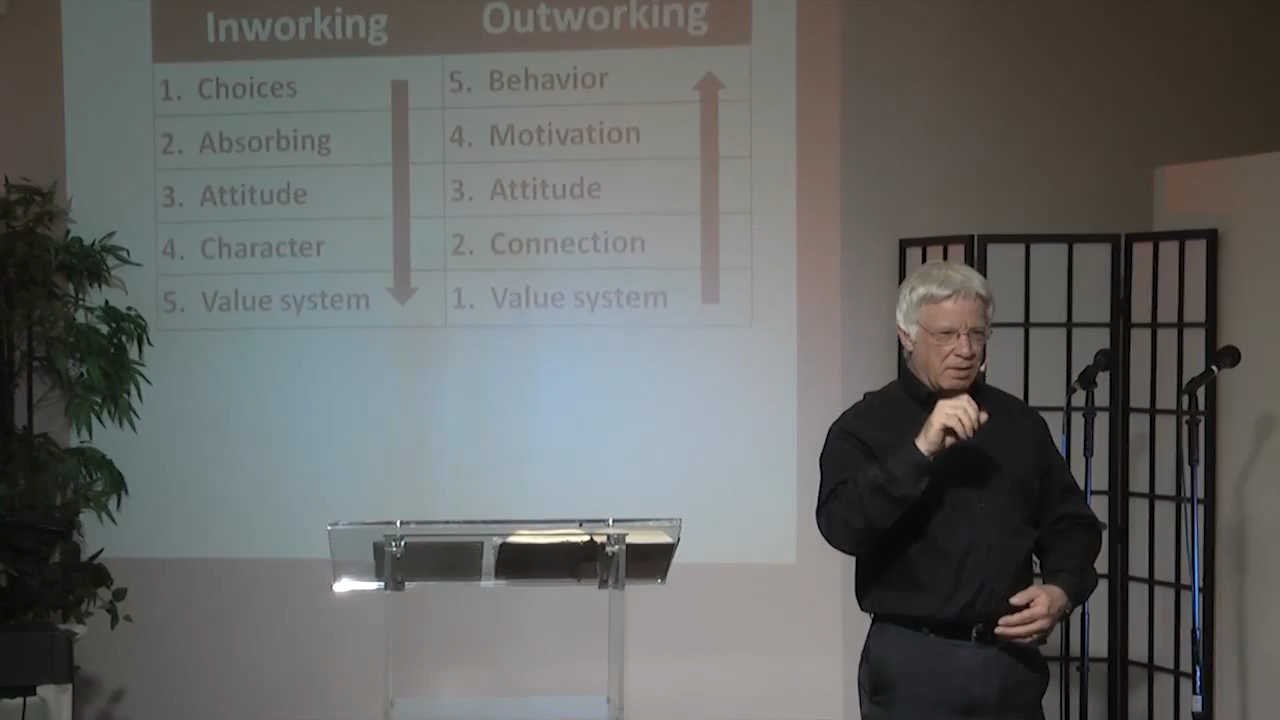 Inworking Outworking
1. Choices 5. Behavior
2. Absorbing 4. Motivation
3. Attitude 3. Attitude
4. Character 2. Connection
5. Value system 1. Value system